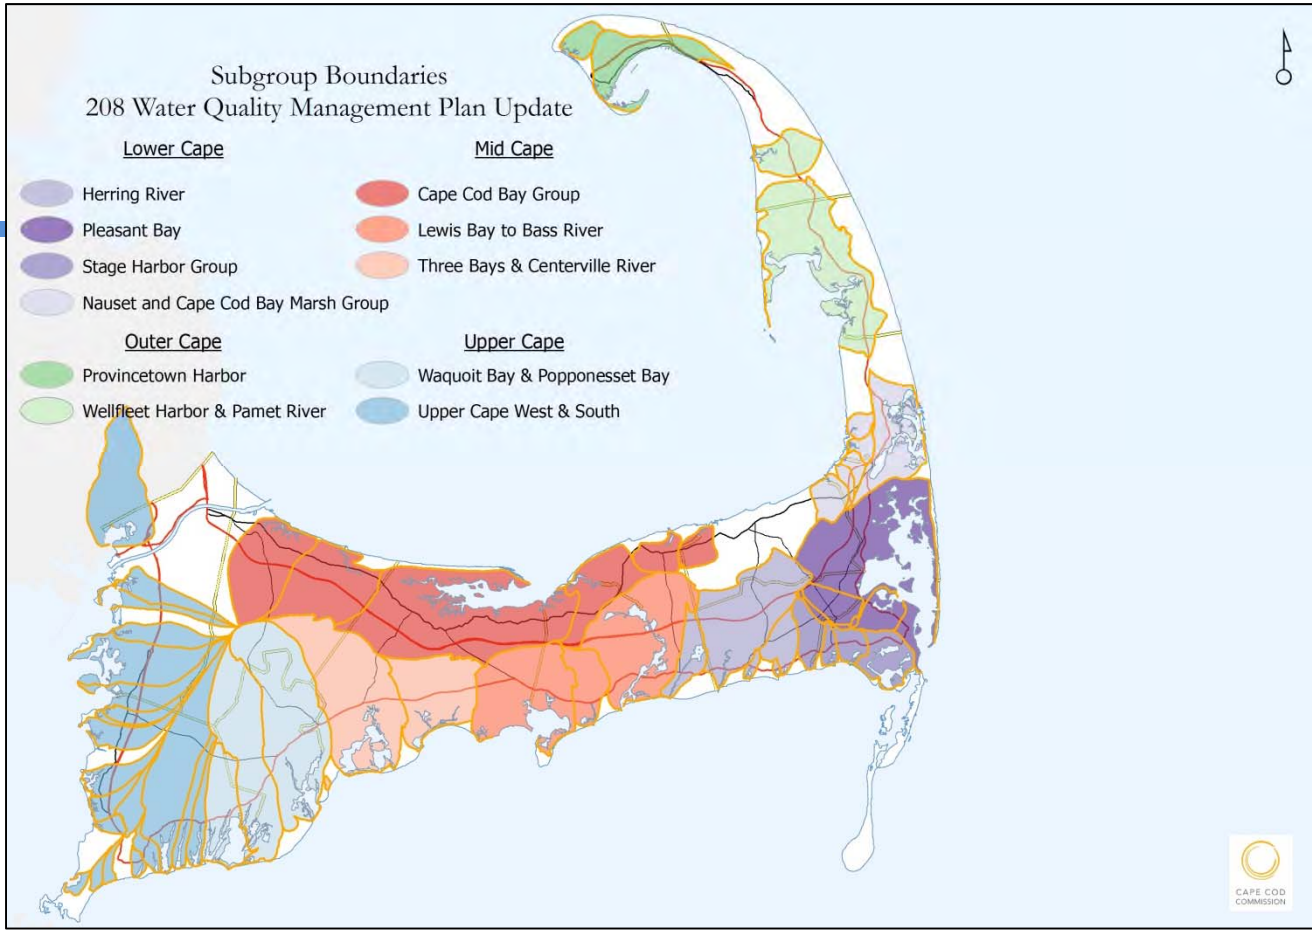 Subgroup Boundaries
208 Water Quality Management Plan Update
Lower Cape
Herring River
Pleasant Bay
Stage Harbor Group
Nauset and Cape Cod Bay Marsh Group
Mid Cape
Cape Cod Bay Group
Lewis Bay to Bass River
Three Bays & Centerville River
Outer Cape
Provincetown Harbor
Wellfleet Harbor & Pamet River
Upper Cape
Waquoit Bay & Popponesset Bay
Upper Cape West & South
CAPE COD
COMMISSION